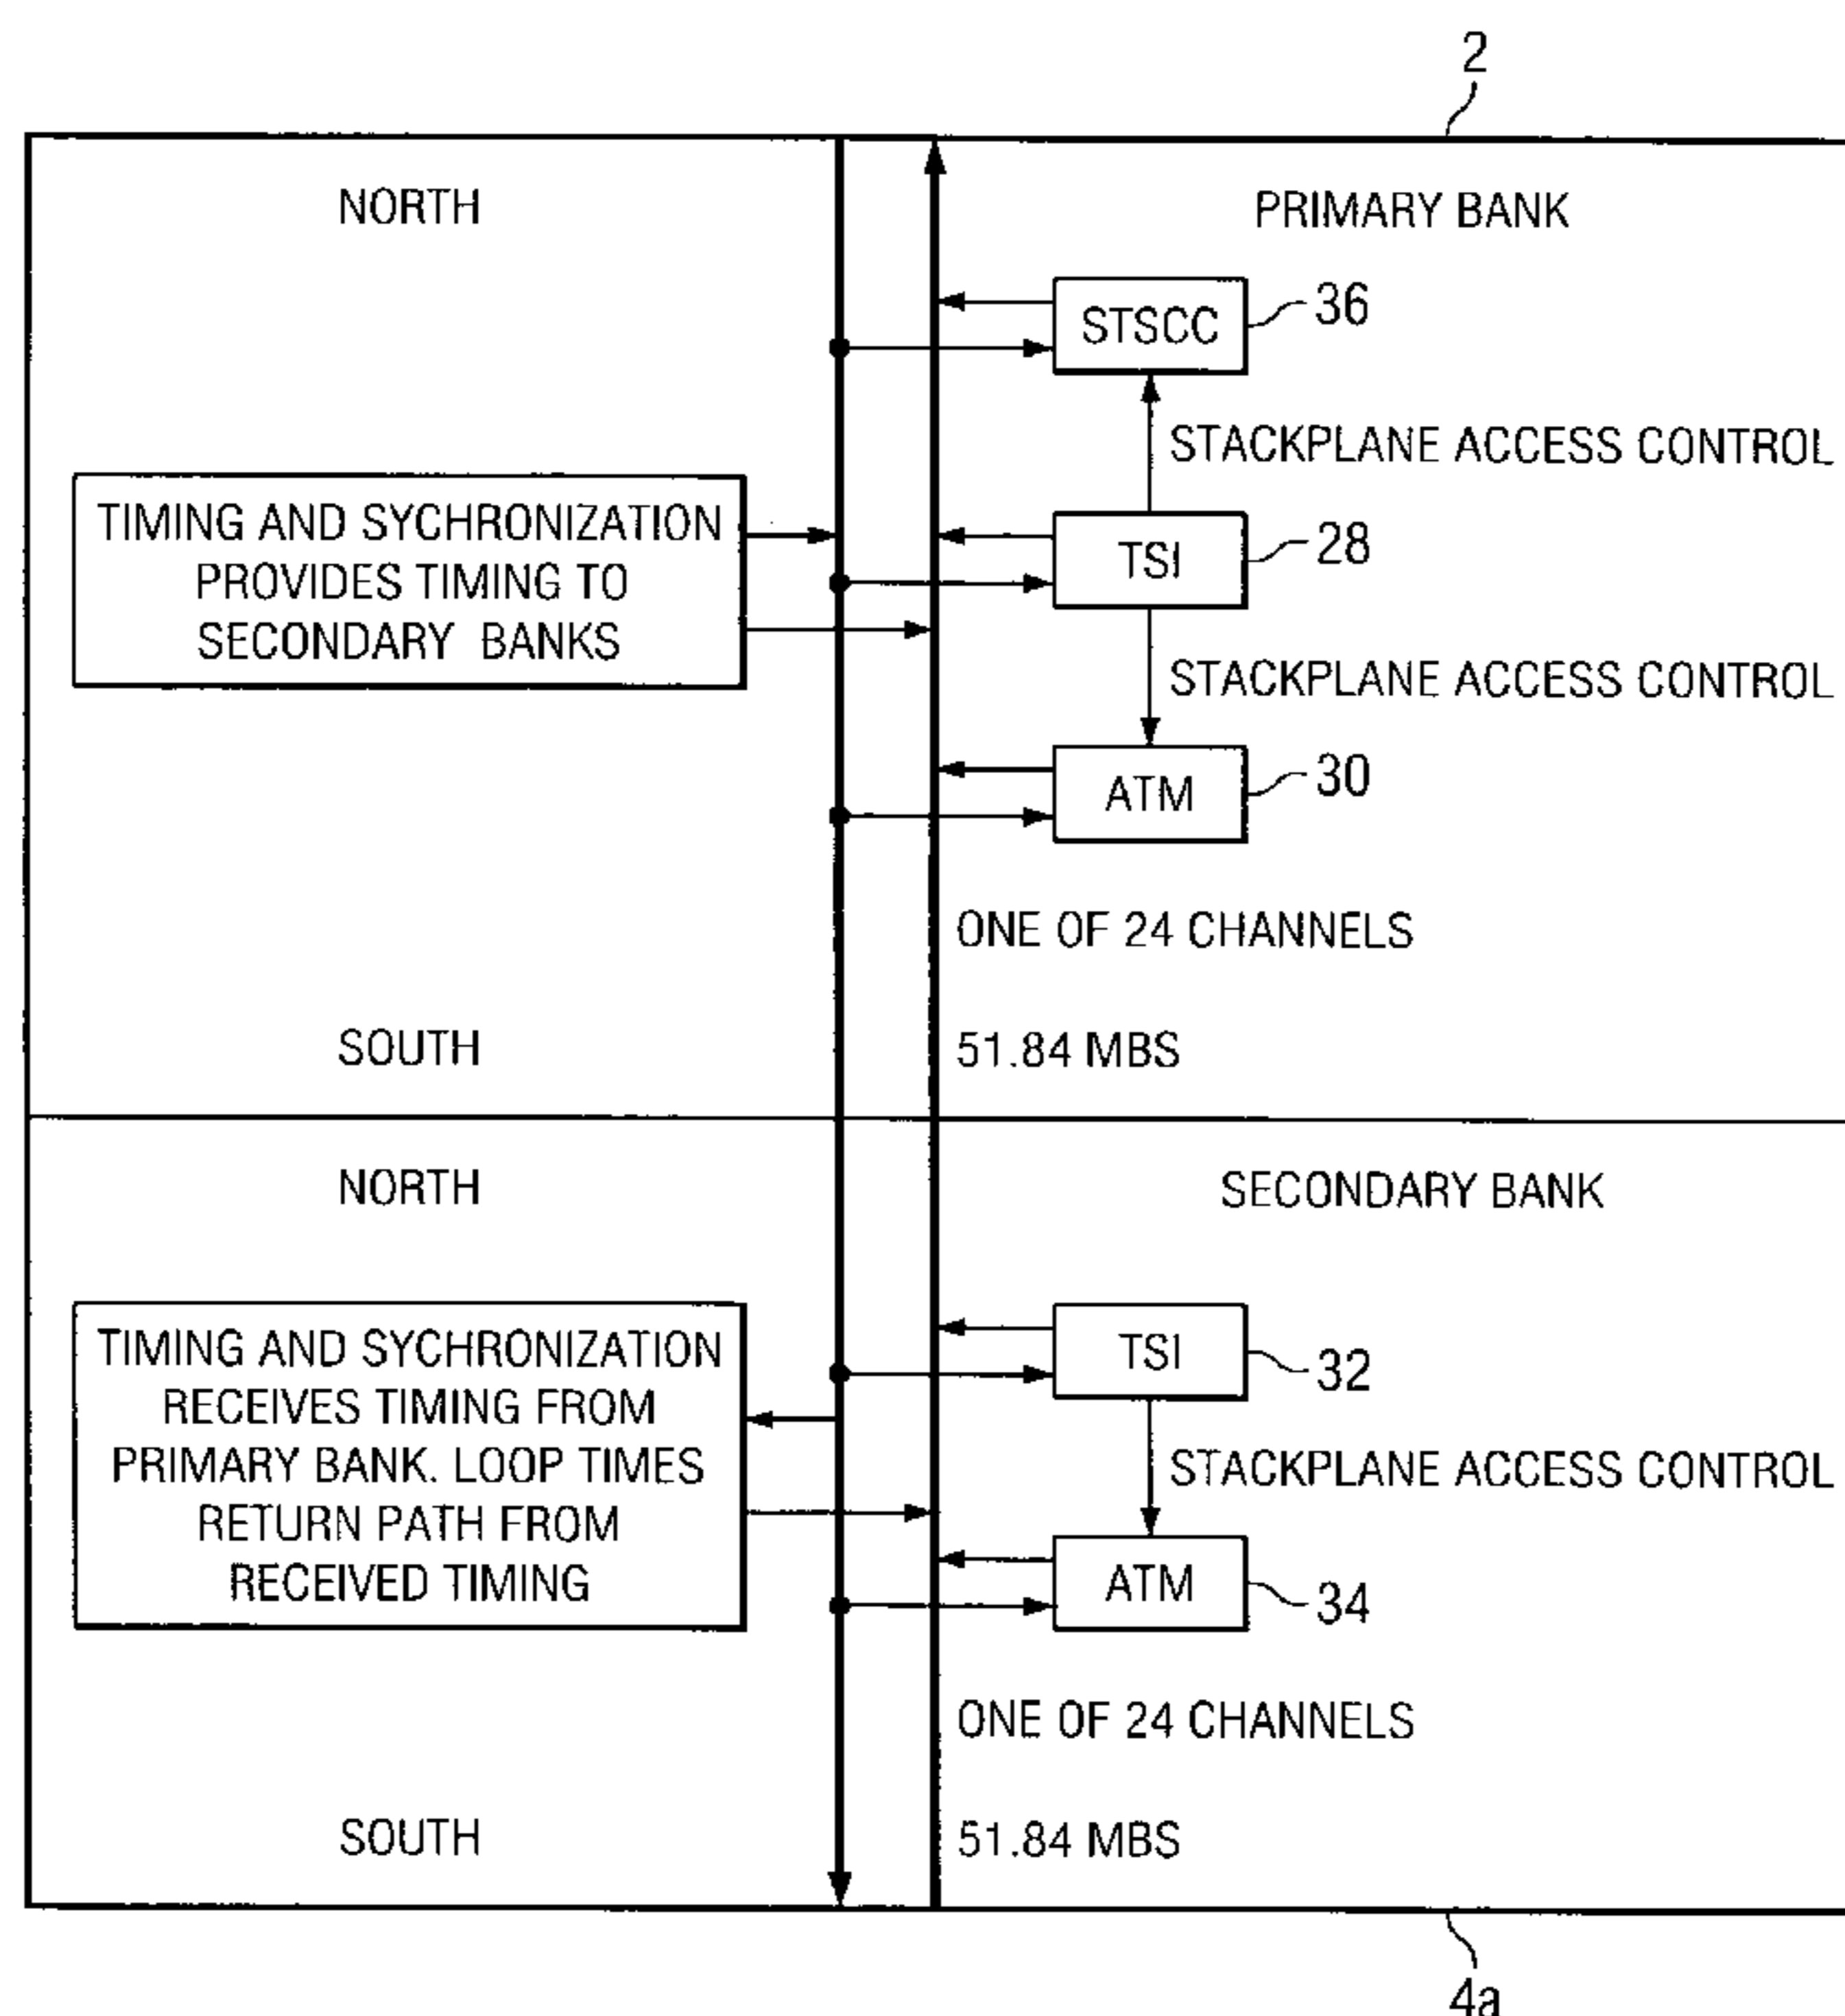 2
NORTH
PRIMARY BANK
STSCC
36
STACKPLANE ACCESS CONTROL
TIMING AND SYCHRONIZATION
PROVIDES TIMING TO
SECONDARY BANKS
TSI
28
STACKPLANE ACCESS CONTROL
ATM
30
ONE OF 24 CHANNELS
SOUTH
51.84 MBS
NORTH
SECONDARY BANK
TIMING AND SYCHRONIZATION
RECEIVES TIMING FROM
PRIMARY BANK. LOOP TIMES
RETURN PATH FROM
RECEIVED TIMING
TSI
32
STACKPLANE ACCESS CONTROL
ATM
34
ONE OF 24 CHANNELS
SOUTH
51.84 MBS
4a